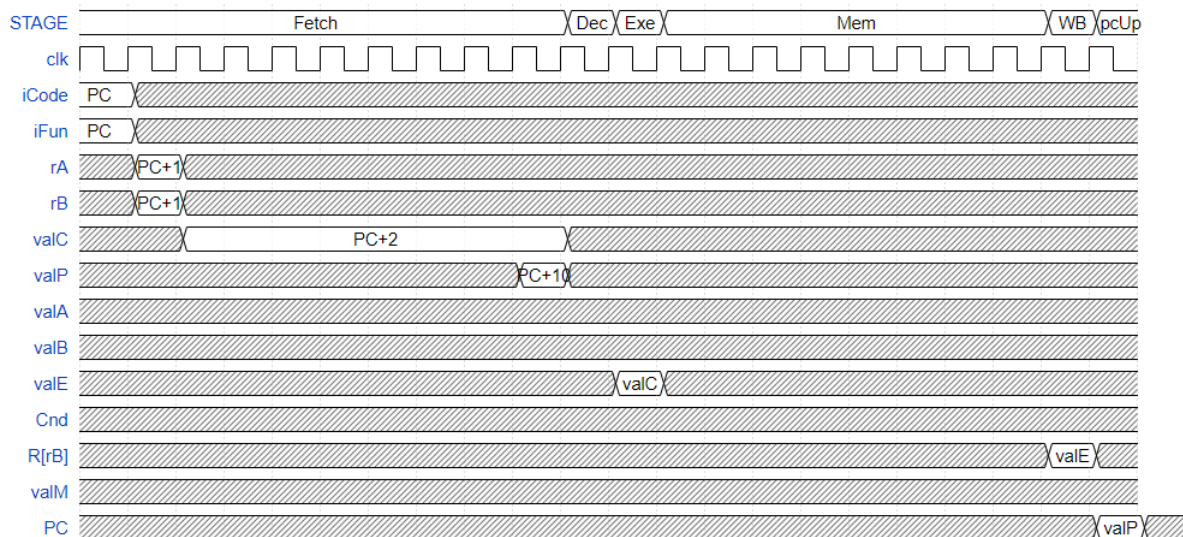 STAGE Fetch Dec Exe Mem WB pcUp
clk
iCode PC
iFun PC
rA PC+1
rB PC+1
valC PC+2
valP PC+10
valA
valB
valE valC
Cnd
R[rB] valE
valM
PC valP